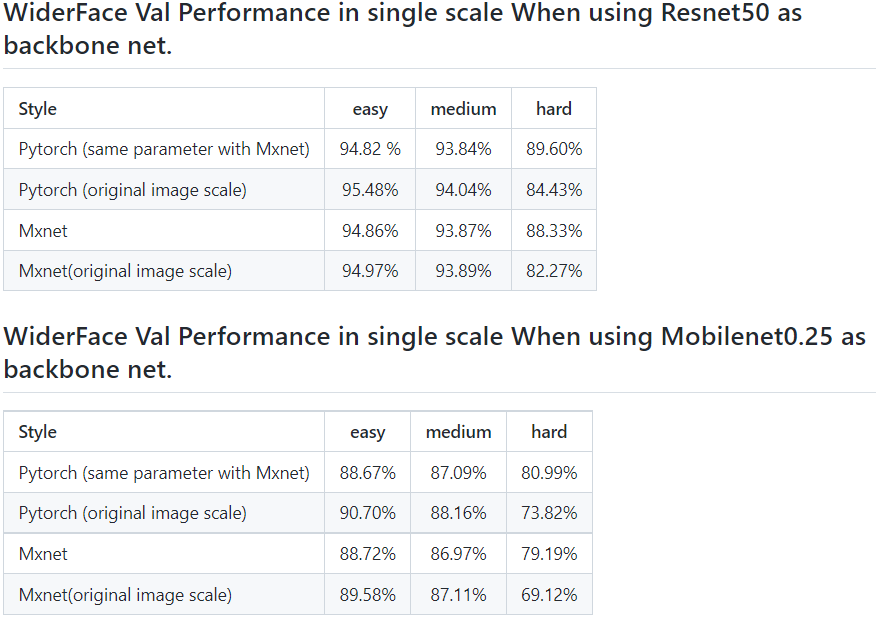 WiderFace Val Performance in single scale When using Resnet50 as
backbone net.
Style easy medium hard
Pytorch (same parameter with Mxnet) 94.82 % 93.84% 89.60%
Pytorch (original image scale) 95.48% 94.04% 84.43%
Mxnet 94.86% 93.87% 88.33%
Mxnet(original image scale) 94.97% 93.89% 82.27%
WiderFace Val Performance in single scale When using Mobilenet0.25 as
backbone net.
Style easy medium hard
Pytorch (same parameter with Mxnet) 88.67% 87.09% 80.99%
Pytorch (original image scale) 90.70% 88.16% 73.82%
Mxnet 88.72% 86.97% 79.19%
Mxnet(original image scale) 89.58% 87.11% 69.12%